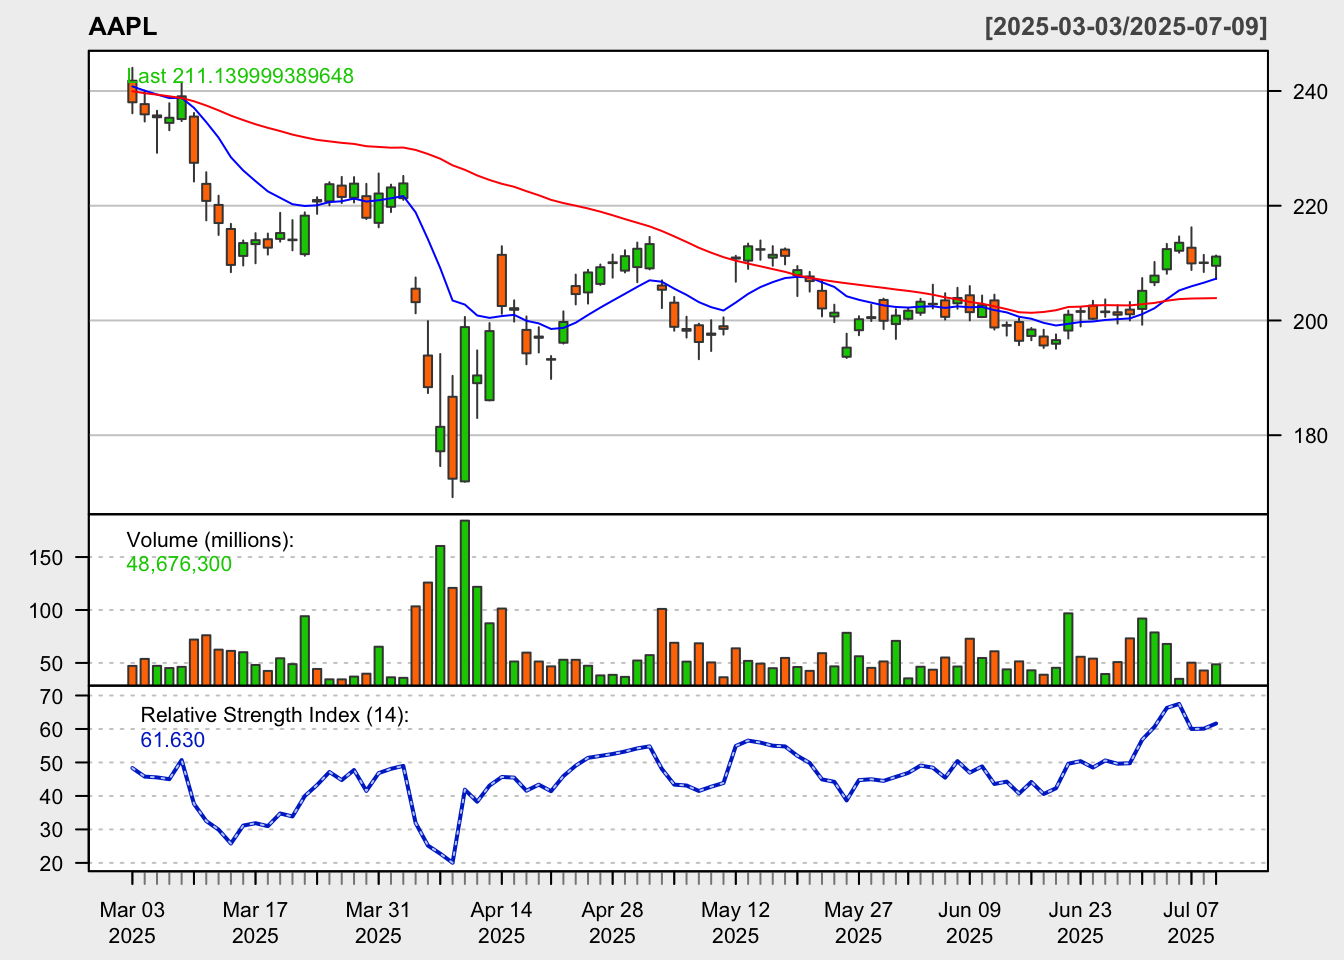 AAPL
[2025-03-03/2025-07-09]
Last 211.139999389648
240
220
200
180
Volume (millions):
48,676,300
150
100
50
Relative Strength Index (14):
61.630
70
60
50
40
30
20
Mar 03 Mar 17 Mar 31 Apr 14 Apr 28 May 12 May 27 Jun 09 Jun 23 Jul 07
2025 2025 2025 2025 2025 2025 2025 2025 2025 2025